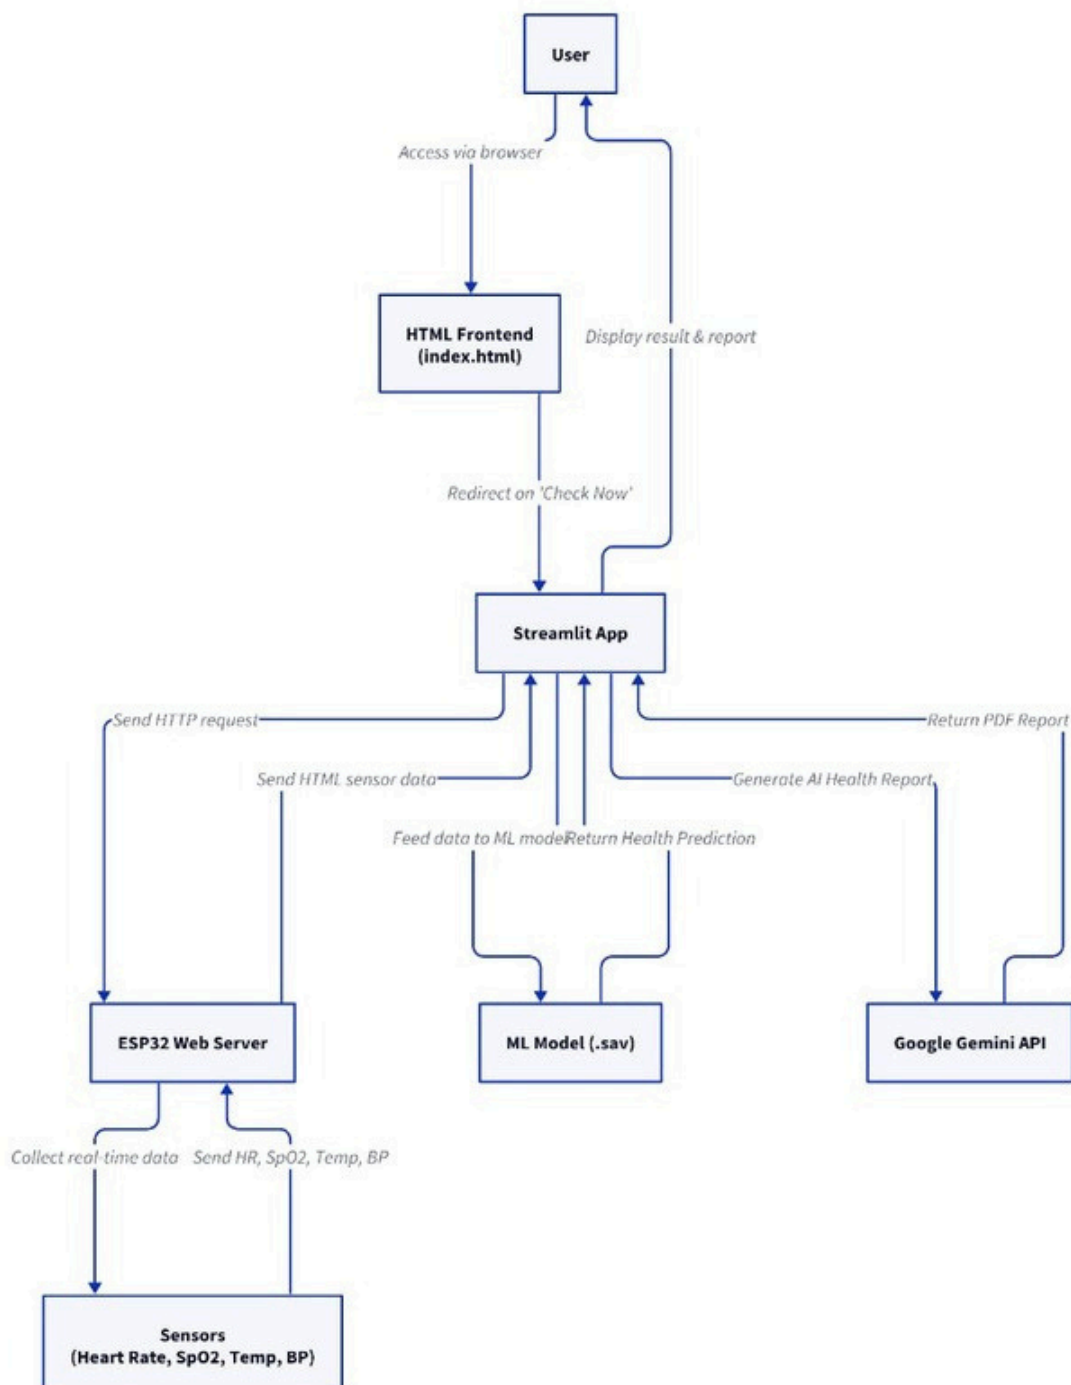 User
Access via browser
HTML Frontend
(index.html)
Display result & report
Redirect on 'Check Now'
Streamlit App
Send HTTP request
Return PDF Report
Send HTML sensor data
Generate AI Health Report
Feed data to ML model
Return Health Prediction
ESP32 Web Server
ML Model (.sav)
Google Gemini API
Collect real-time data
Send HR, SpO2, Temp, BP
Sensors
(Heart Rate, SpO2, Temp, BP)